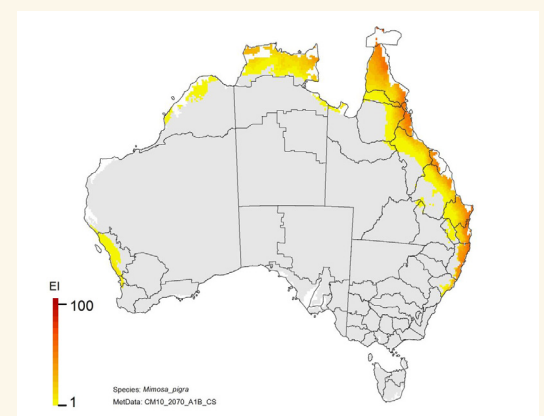 EI
100
1
Species: Mimosa_pigra
MetData: CM10_2070_A1B_CS